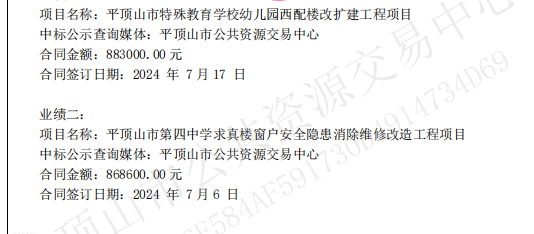 项目名称：平顶山市特殊教育学校幼儿园西配楼改扩建工程项目
中标公示查询媒体：平顶山市公共资源交易中心
合同金额：883000.00 元
合同签订日期：2024 年 7 月 17 日
业绩二：
项目名称：平顶山市第四中学求真楼窗户安全隐患消除维修改造工程项目
中标公示查询媒体：平顶山市公共资源交易中心
合同金额：868600.00 元
合同签订日期：2024 年 7 月 6 日